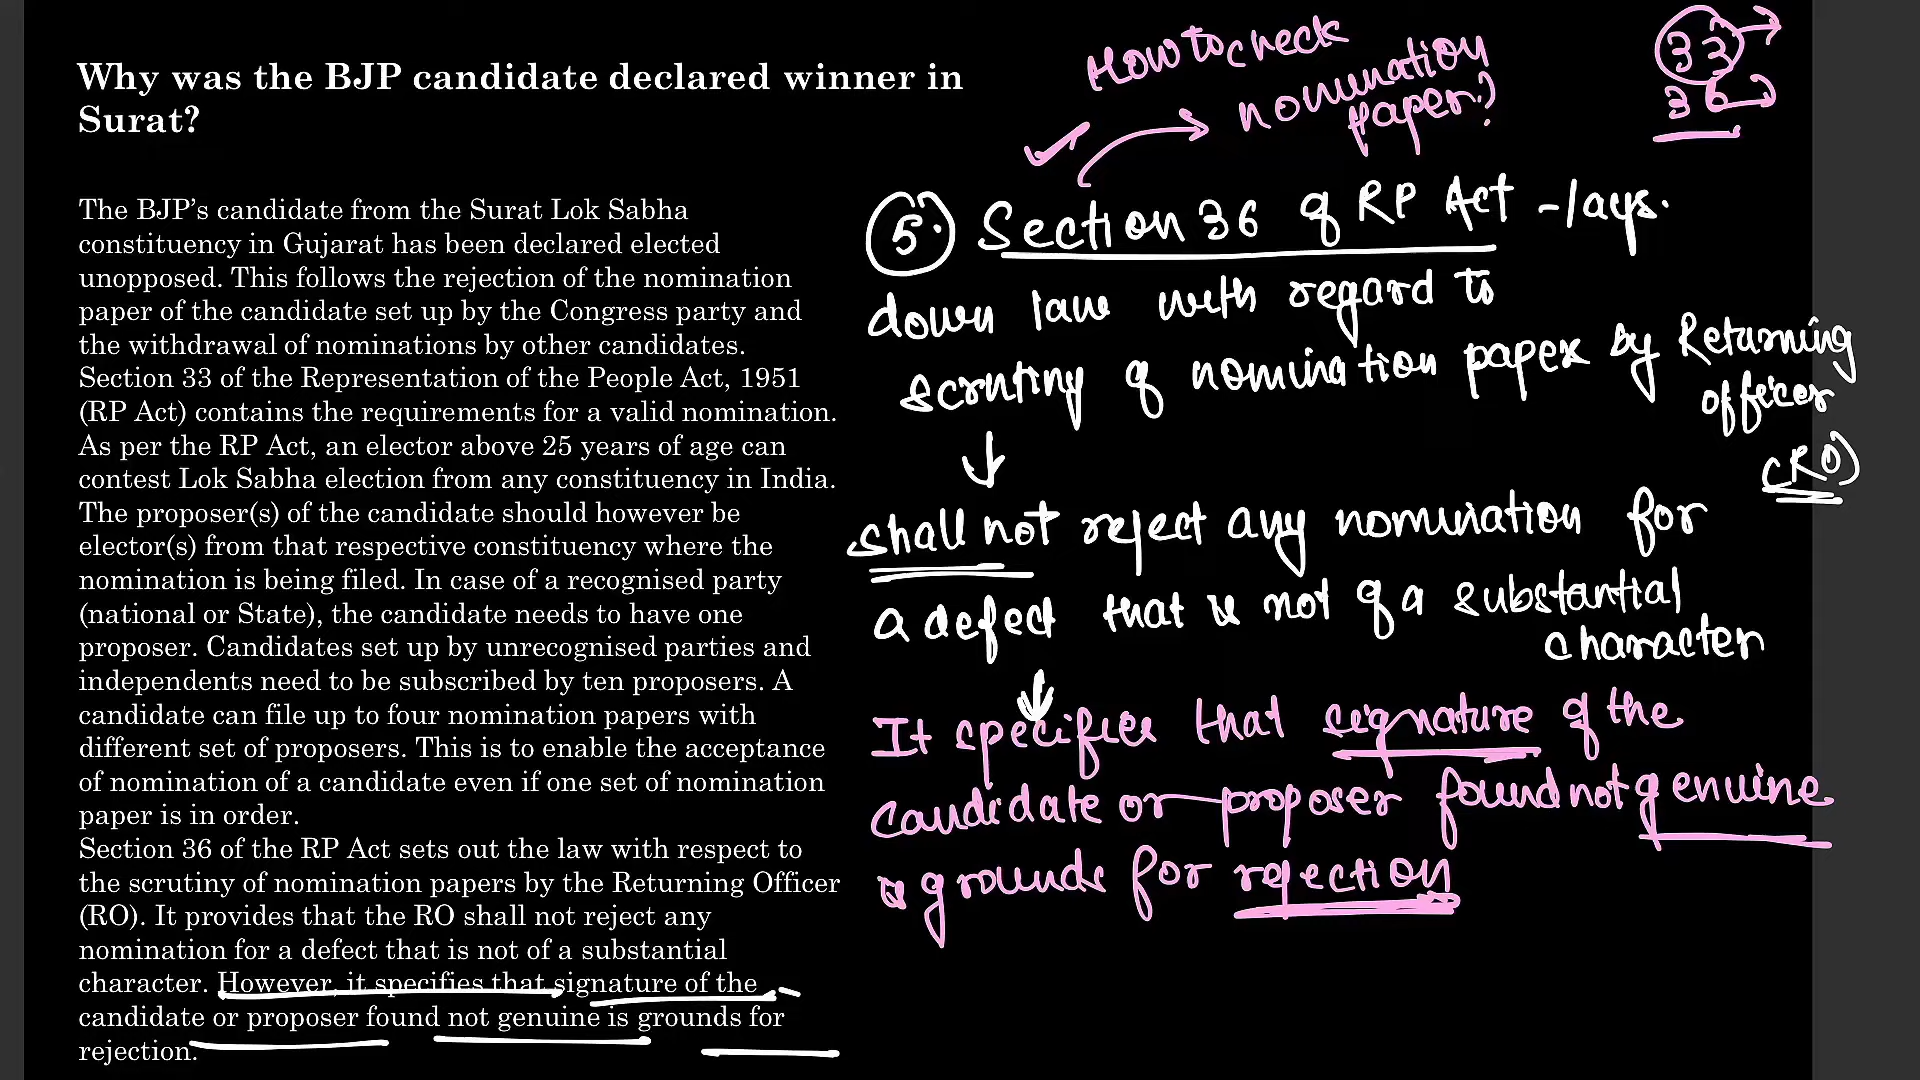 Why was the BJP candidate declared winner in
Surat?
The BJP’s candidate from the Surat Lok Sabha
constituency in Gujarat has been declared elected
unopposed. This follows the rejection of the nomination
paper of the candidate set up by the Congress party and
the withdrawal of nominations by other candidates.
Section 33 of the Representation of the People Act, 1951
(RP Act) contains the requirements for a valid nomination.
As per the RP Act, an elector above 25 years of age can
contest Lok Sabha election from any constituency in India.
The proposer(s) of the candidate should however be
elector(s) from that respective constituency where the
nomination is being filed. In case of a recognised party
(national or State), the candidate needs to have one
proposer. Candidates set up by unrecognised parties and
independents need to be subscribed by ten proposers. A
candidate can file up to four nomination papers with
different set of proposers. This is to enable the acceptance
of nomination of a candidate even if one set of nomination
paper is in order.
Section 36 of the RP Act sets out the law with respect to
the scrutiny of nomination papers by the Returning Officer
(RO). It provides that the RO shall not reject any
nomination for a defect that is not of a substantial
character. However, it specifies that signature of the
candidate or proposer found not genuine is grounds for
rejection.
How to check
nomination
paper?
33
36
5. Section 36 of RP Act - lays.
down law with regard to
scrutiny of nomination paper by Returning
officer
(RO)
shall not reject any nomination for
a defect that is not of a substantial
character
It specifies that signature of the
candidate or proposer found not genuine
is grounds for rejection